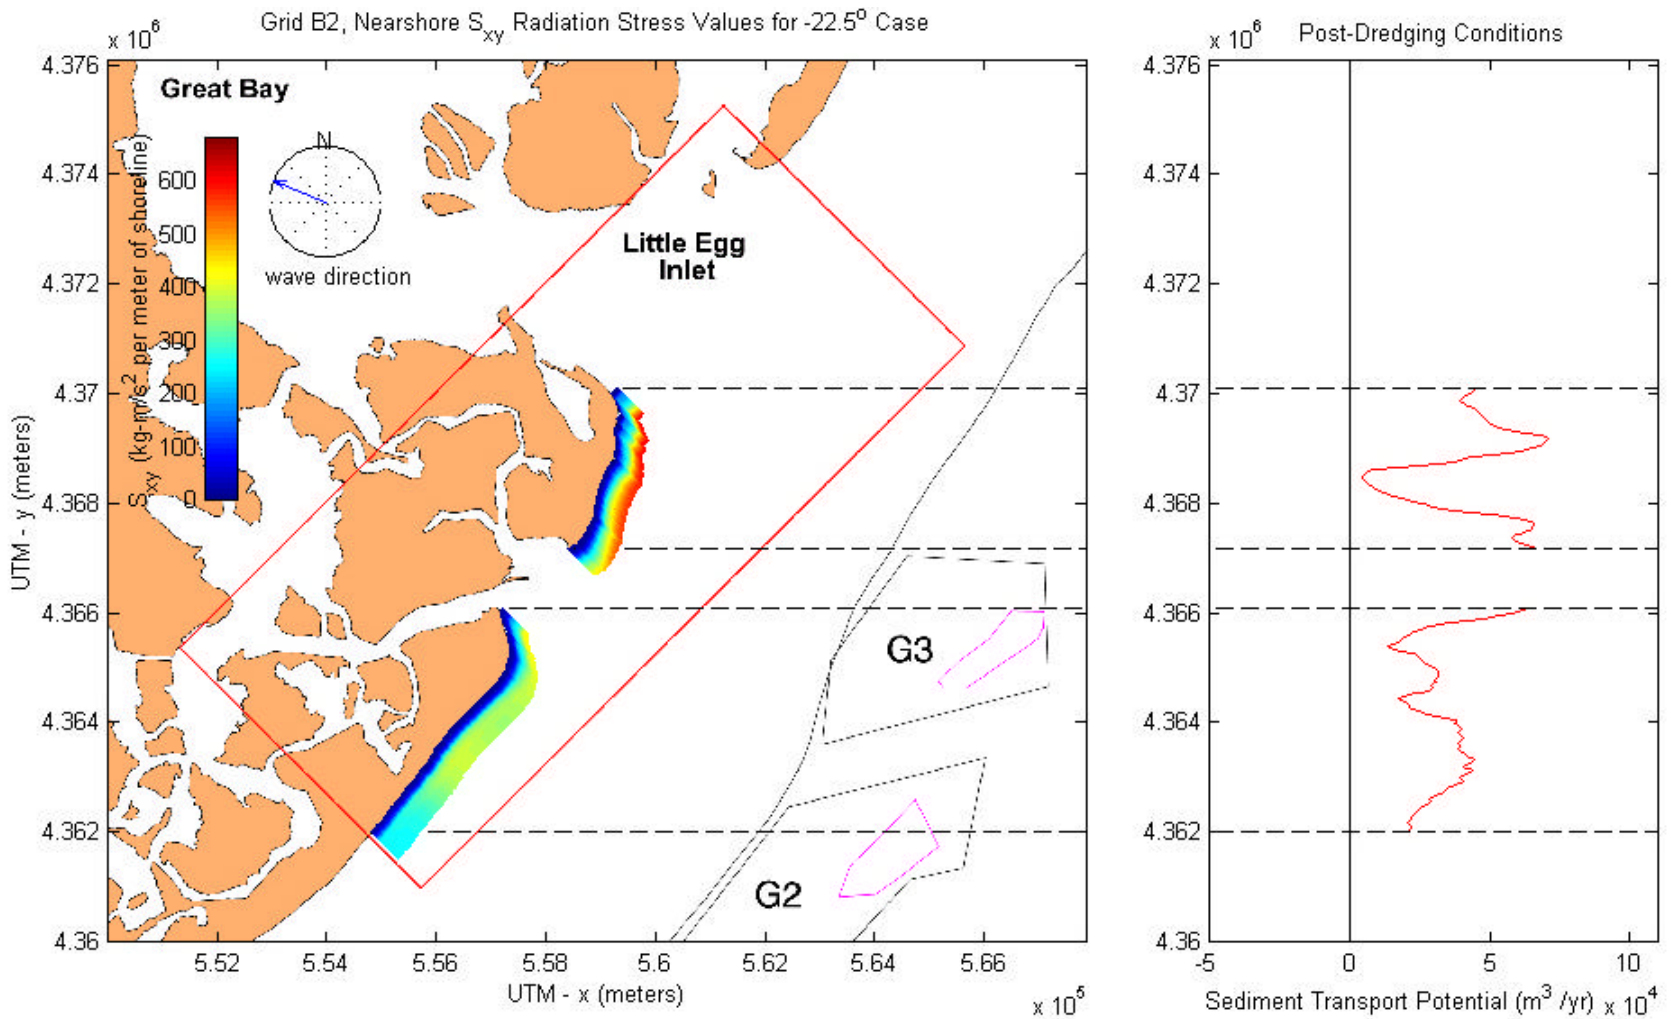 Grid B2, Nearshore Sxy Radiation Stress Values for -22.5o Case
x 10^6
4.376
4.374
4.372
4.37
4.368
4.366
4.364
4.362
4.36
UTM - y (meters)
Great Bay
Sxy (kg-m/s^2 per meter of shoreline)
600
500
400
300
200
100
0
N
wave direction
Little Egg
Inlet
G3
G2
5.52
5.54
5.56
5.58
5.6
5.62
5.64
5.66
UTM - x (meters)
x 10^5
Post-Dredging Conditions
x 10^6
4.376
4.374
4.372
4.37
4.368
4.366
4.364
4.362
4.36
-5
0
5
10
Sediment Transport Potential (m^3 /yr) x 10^4